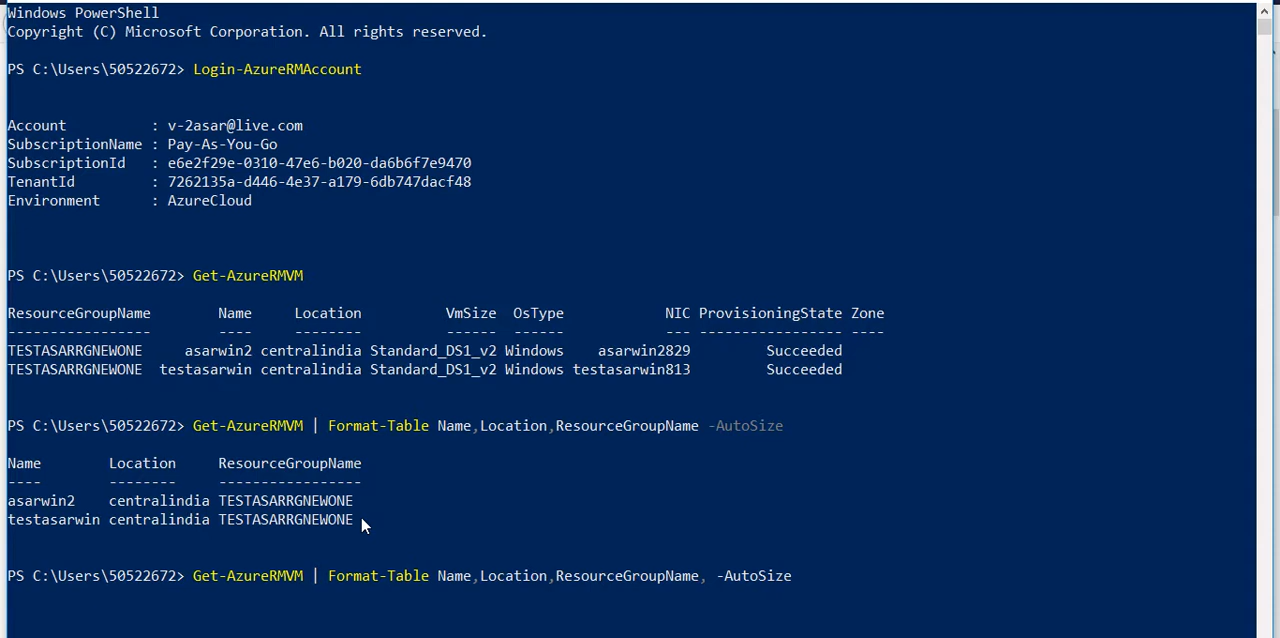 Windows PowerShell
Copyright (C) Microsoft Corporation. All rights reserved.
PS C:\Users\50522672> Login-AzureRMAccount
Account : v-2asar@live.com
SubscriptionName : Pay-As-You-Go
SubscriptionId : e6e2f29e-0310-47e6-b020-da6b6f7e9470
TenantId : 7262135a-d446-4e37-a179-6db747dacf48
Environment : AzureCloud
PS C:\Users\50522672> Get-AzureRMVM
ResourceGroupName Name Location VmSize OsType NIC ProvisioningState Zone
----------------- ---- -------- ------ ------ --- ----------------- ----
TESTASARRGNEWONE asarwin2 centralindia Standard_DS1_v2 Windows asarwin2829 Succeeded
TESTASARRGNEWONE testasarwin centralindia Standard_DS1_v2 Windows testasarwin813 Succeeded
PS C:\Users\50522672> Get-AzureRMVM | Format-Table Name,Location,ResourceGroupName -AutoSize
Name Location ResourceGroupName
---- -------- -----------------
asarwin2 centralindia TESTASARRGNEWONE
testasarwin centralindia TESTASARRGNEWONE
PS C:\Users\50522672> Get-AzureRMVM | Format-Table Name,Location,ResourceGroupName, -AutoSize